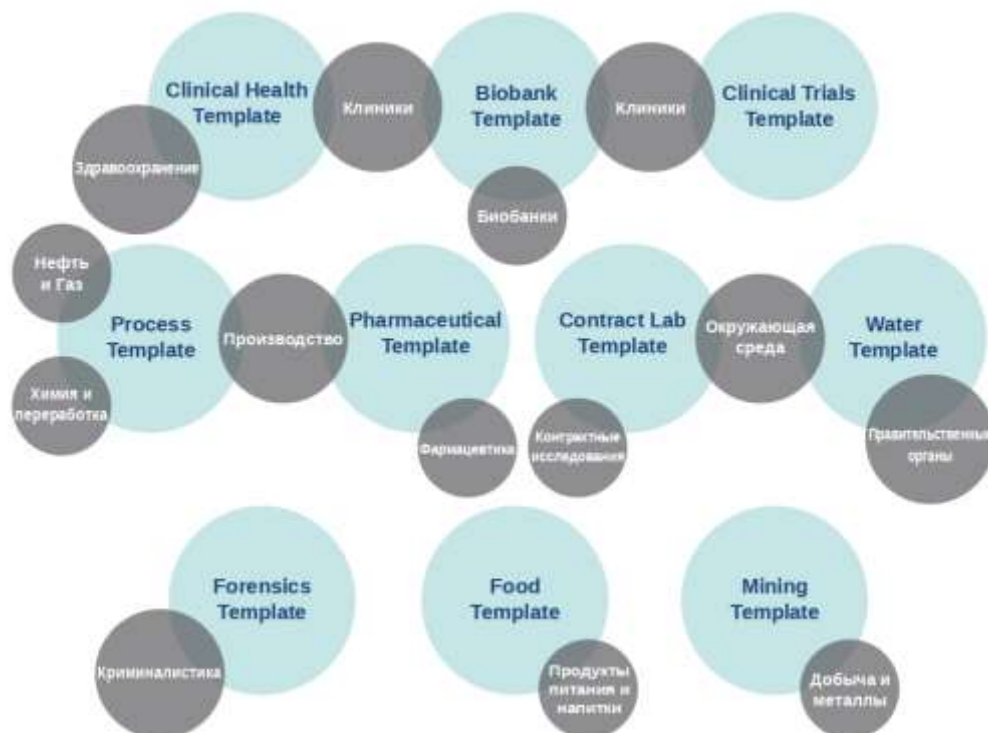 Clinical Health
Template
Клиники
Biobank
Template
Клиники
Clinical Trials
Template
Здравоохранение
Биобанки
Нефть
и Газ
Process
Template
Производство
Pharmaceutical
Template
Contract Lab
Template
Окружающая
среда
Water
Template
Химия и
переработка
Фармацевтика
Контрактные
исследования
Правительственные
органы
Forensics
Template
Food
Template
Mining
Template
Криминалистика
Продукты
питания и
напитки
Добыча и
металлы